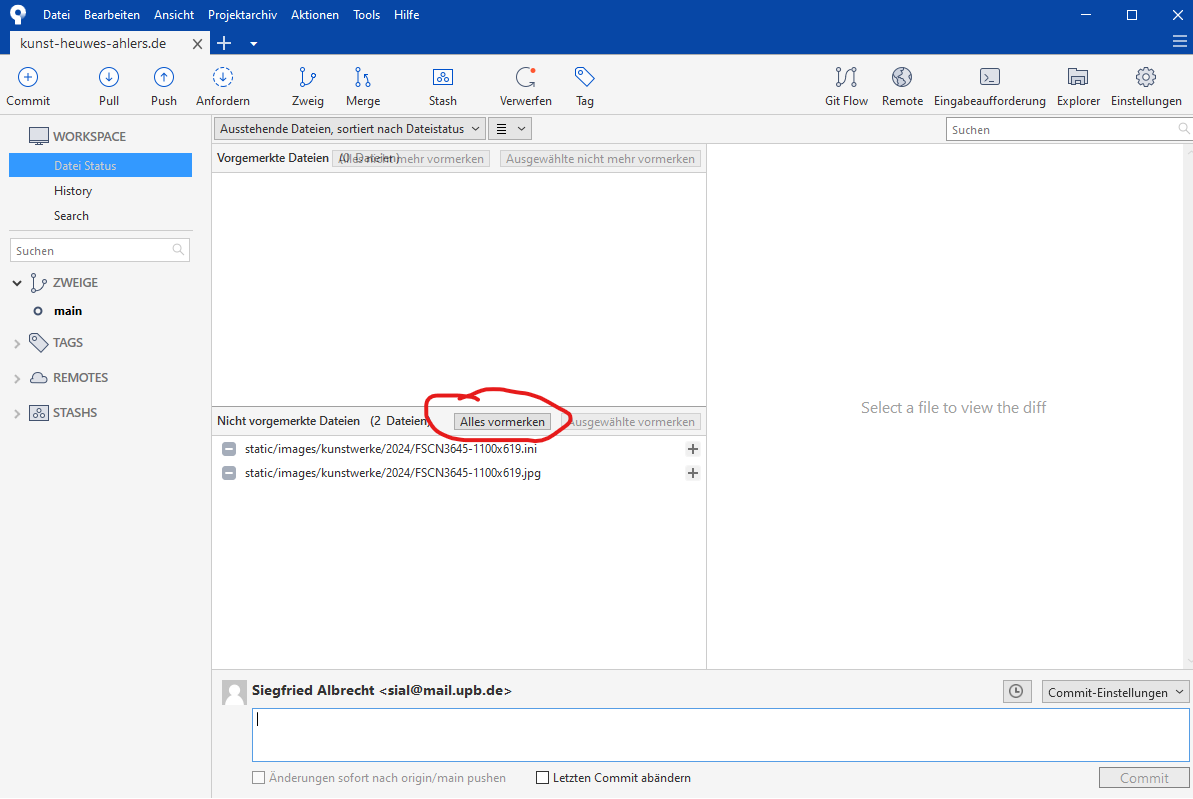 Datei Bearbeiten Ansicht Projektarchiv Aktionen Tools Hilfe
kunst-heuwes-ahlers.de
Commit Pull Push Anfordern Zweig Merge Stash Verwerfen Tag Git Flow Remote Eingabeaufforderung Explorer Einstellungen
WORKSPACE
Datei Status
History
Search
Suchen
ZWEIGE
main
TAGS
REMOTES
STASHS
Ausstehende Dateien, sortiert nach Dateistatus
Suchen
Vorgemerkte Dateien (0 Dateien) Alles nicht mehr vormerken Ausgewählte nicht mehr vormerken
Nicht vorgemerkte Dateien (2 Dateien) Alles vormerken Ausgewählte vormerken
static/images/kunstwerke/2024/FSCN3645-1100x619.ini
static/images/kunstwerke/2024/FSCN3645-1100x619.jpg
Select a file to view the diff
Siegfried Albrecht <sial@mail.upb.de>
Commit-Einstellungen
Änderungen sofort nach origin/main pushen Letzten Commit abändern Commit